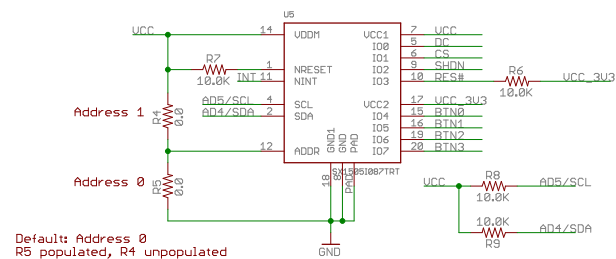 U5
VCC 14 VDDM VCC1 7 VCC
IO0 5 DC
IO1 6 CS
R7 10.0K 1 NRESET IO2 9 SHDN
INT 11 NINT IO3 10 RES# R6 10.0K VCC_3V3
AD5/SCL 4 SCL VCC2 17 VCC_3V3
Address 1 R4 0.0 AD4/SDA 2 SDA IO4 15 BTN0
IO5 16 BTN1
IO6 19 BTN2
12 ADDR IO7 20 BTN3
GND1 GND PAD
SX1505I087TRT
18 8 PAD
Address 0 R5 0.0
VCC R8 10.0K AD5/SCL
10.0K R9 AD4/SDA
GND
Default: Address 0
R5 populated, R4 unpopulated